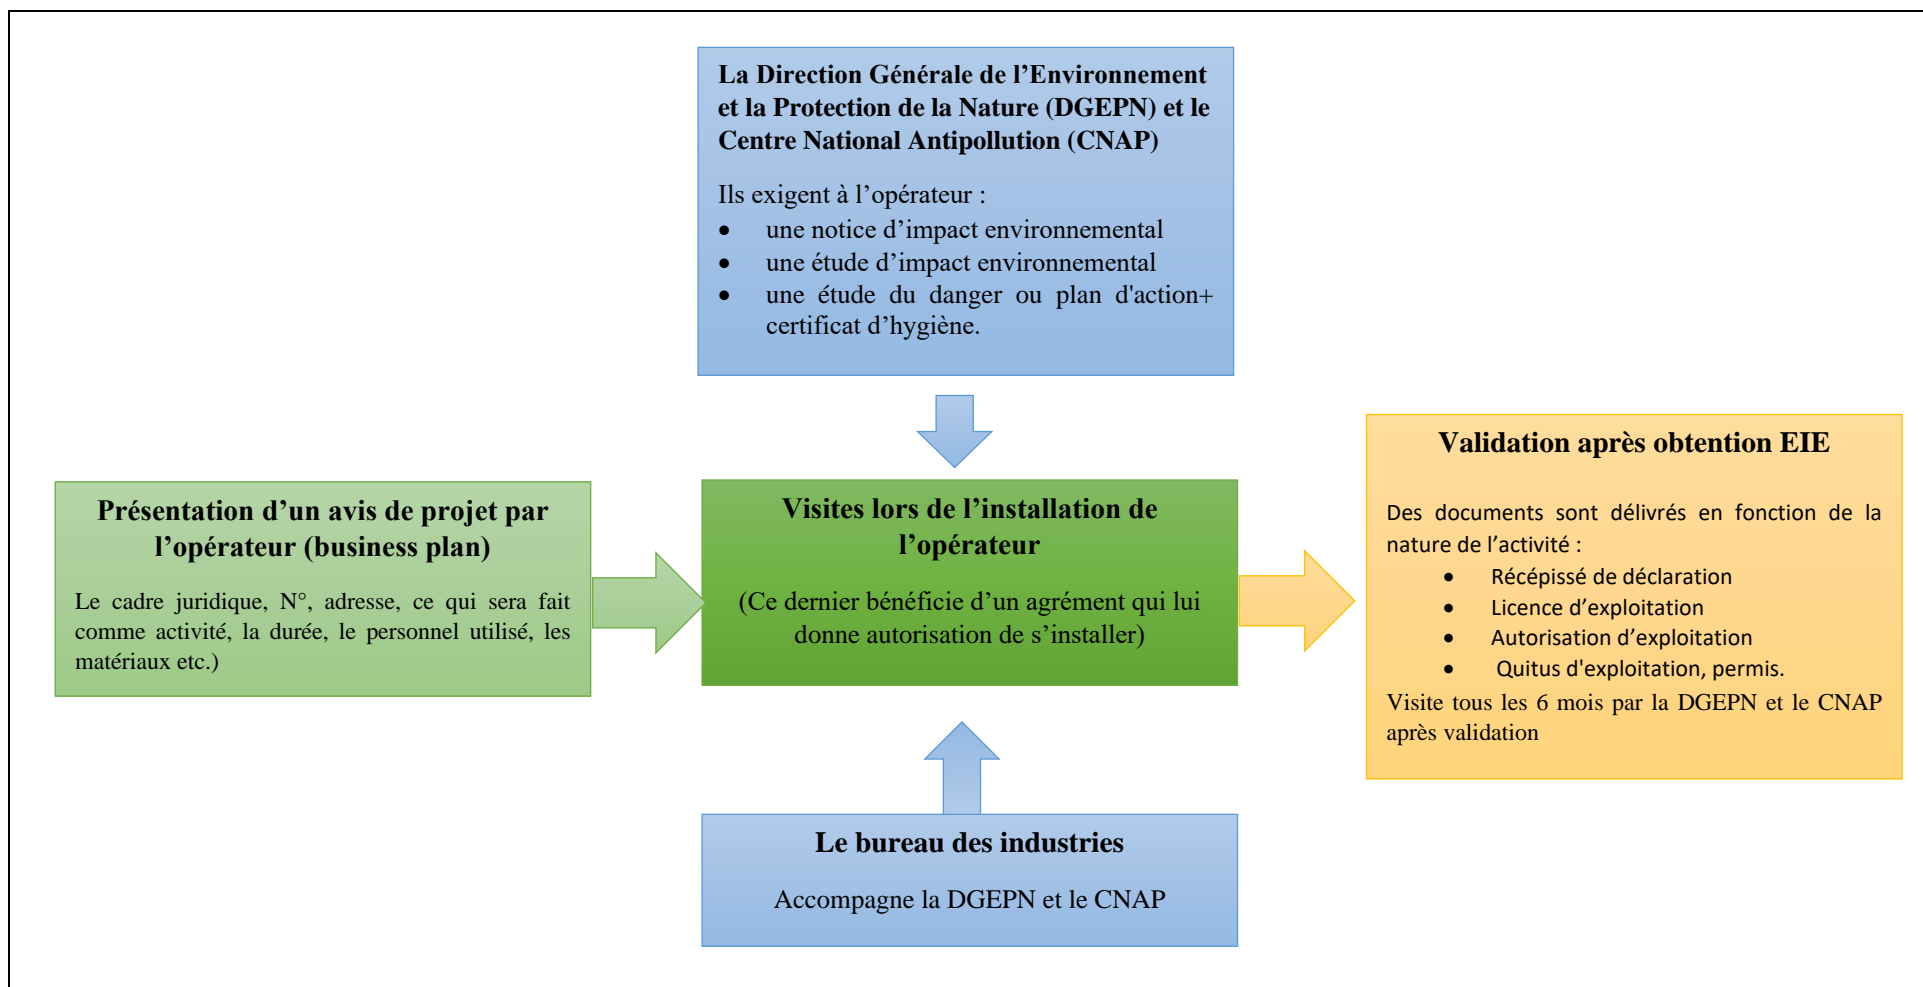 La Direction Générale de l’Environnement
et la Protection de la Nature (DGEPN) et le
Centre National Antipollution (CNAP)
Ils exigent à l’opérateur :
• une notice d’impact environnemental
• une étude d’impact environnemental
• une étude du danger ou plan d'action+
certificat d’hygiène.
Présentation d’un avis de projet par
l’opérateur (business plan)
Le cadre juridique, N°, adresse, ce qui sera fait
comme activité, la durée, le personnel utilisé, les
matériaux etc.)
Visites lors de l’installation de
l’opérateur
(Ce dernier bénéficie d’un agrément qui lui
donne autorisation de s’installer)
Validation après obtention EIE
Des documents sont délivrés en fonction de la
nature de l’activité :
• Récépissé de déclaration
• Licence d’exploitation
• Autorisation d’exploitation
• Quitus d'exploitation, permis.
Visite tous les 6 mois par la DGEPN et le CNAP
après validation
Le bureau des industries
Accompagne la DGEPN et le CNAP